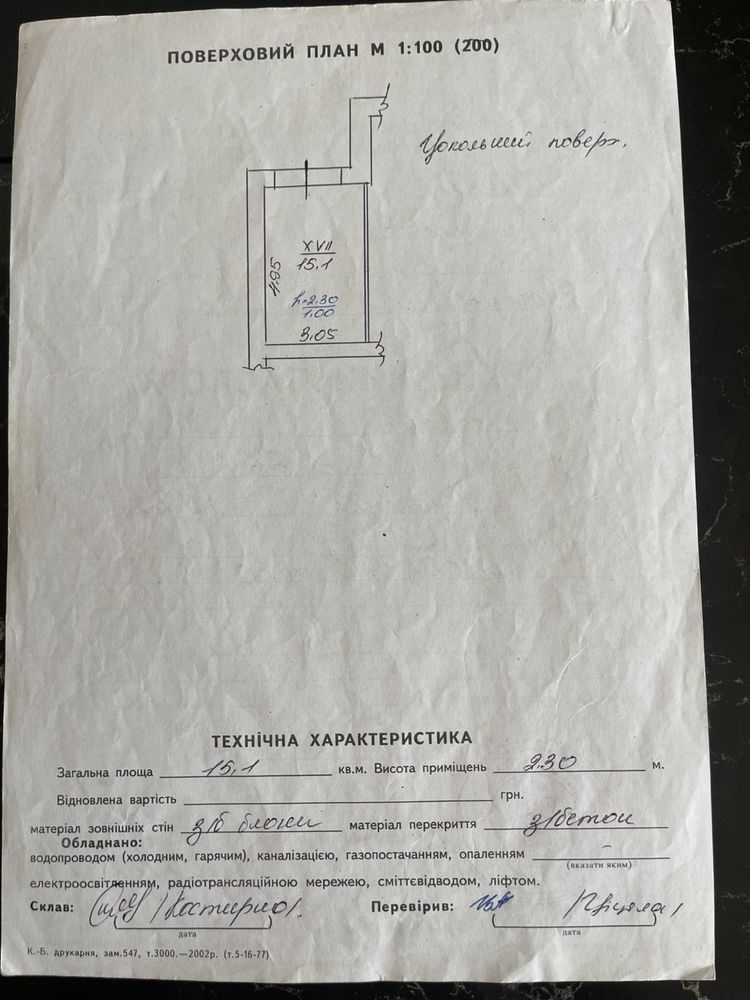 ПОВЕРХОВИЙ ПЛАН М 1:100 (200)
Цокольний поверх.
XVII
15,1
4.95
h=2.30
1.00
3.05
ТЕХНІЧНА ХАРАКТЕРИСТИКА
Загальна площа 15,1 кв.м. Висота приміщень 2.30 м.
Відновлена вартість грн.
матеріал зовнішніх стін з/б блоки матеріал перекриття з/бетон
Обладнано:
водопроводом (холодним, гарячим), каналізацією, газопостачанням, опаленням –
(вказати яким)
електроосвітленням, радіотрансляційною мережею, сміттєвідводом, ліфтом.
Склав: Перевірив:
дата дата
К.-Б. друкарня, зам.547, т.3000.—2002р. (т.5-16-77)